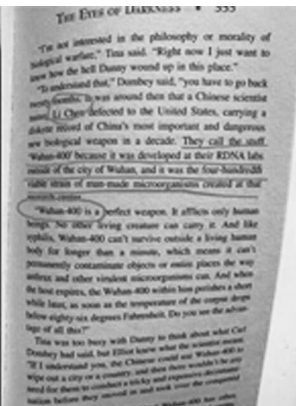 THE EYES OF DARKNESS • 333
"I'm not interested in the philosophy or morality of
biological warfare," Tina said. "Right now I just want to
know how the hell Danny wound up in this place."
"To understand that," Dombey said, "you have to go back
twenty months. It was around then that a Chinese scientist
named Li Chen defected to the United States, carrying a
diskette record of China's most important and dangerous
new biological weapon in a decade. They call the stuff
'Wuhan-400' because it was developed at their RDNA labs
outside of the city of Wuhan, and it was the four-hundredth
viable strain of man-made microorganisms created at that
research center.
"Wuhan-400 is a perfect weapon. It afflicts only human
beings. No other living creature can carry it. And like
syphilis, Wuhan-400 can't survive outside a living human
body for longer than a minute, which means it can't
permanently contaminate objects or entire places the way
anthrax and other virulent microorganisms can. And when
the host expires, the Wuhan-400 within him perishes a short
while later, as soon as the temperature of the corpse drops
below eighty-six degrees Fahrenheit. Do you see the advan-
tage of all this?"
Tina was too busy with Danny to think about what Carl
Dombey had said, but Elliot knew what the scientist meant.
"If I understand you, the Chinese could use Wuhan-400 to
wipe out a city or a country, and then there wouldn't be any
need for them to conduct a tricky and expensive decontami-
nation before they moved in and took over the conquered